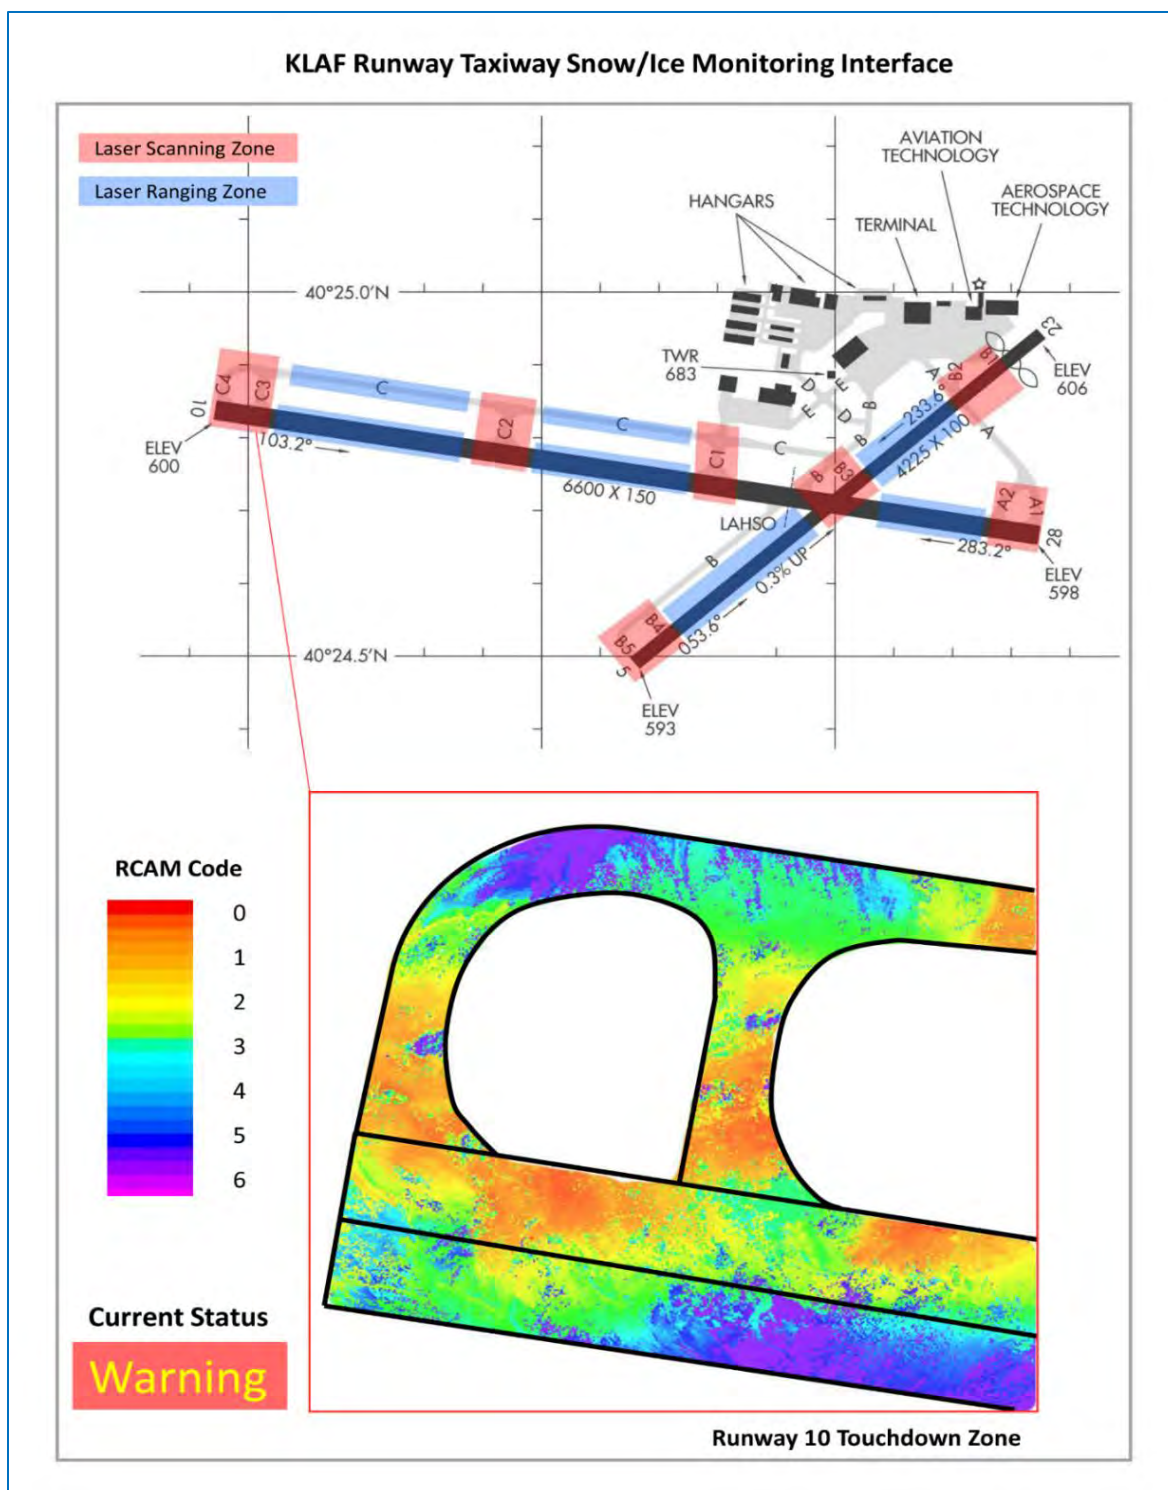 KLAF Runway Taxiway Snow/Ice Monitoring Interface
Laser Scanning Zone
Laser Ranging Zone
AVIATION
TECHNOLOGY
AEROSPACE
TECHNOLOGY
HANGARS
TERMINAL
40°25.0'N
23
TWR
683
ELEV
606
C4
C3
C
C2
C
C1
C
D
E
E
D
B
B
A
B2
B1
A
10
103.2°
ELEV
600
6600 X 150
233.6°
4225 X 100
B
B3
LAHSO
A2
A1
28
283.2°
ELEV
598
B
0.3% UP
053.6°
B4
B5
5
40°24.5'N
ELEV
593
RCAM Code
0
1
2
3
4
5
6
Current Status
Warning
Runway 10 Touchdown Zone